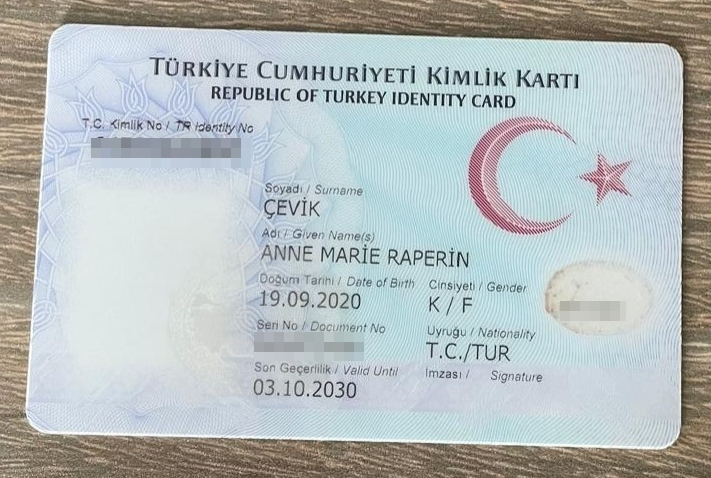 TÜRKİYE CUMHURİYETİ KİMLİK KARTI
REPUBLIC OF TURKEY IDENTITY CARD
T.C. Kimlik No / TR Identity No
Soyadı / Surname
ÇEVİK
Adı / Given Name(s)
ANNE MARİE RAPERİN
Doğum Tarihi / Date of Birth Cinsiyeti / Gender
19.09.2020 K / F
Seri No / Document No Uyruğu / Nationality
T.C./TUR
Son Geçerlilik / Valid Until İmzası / Signature
03.10.2030